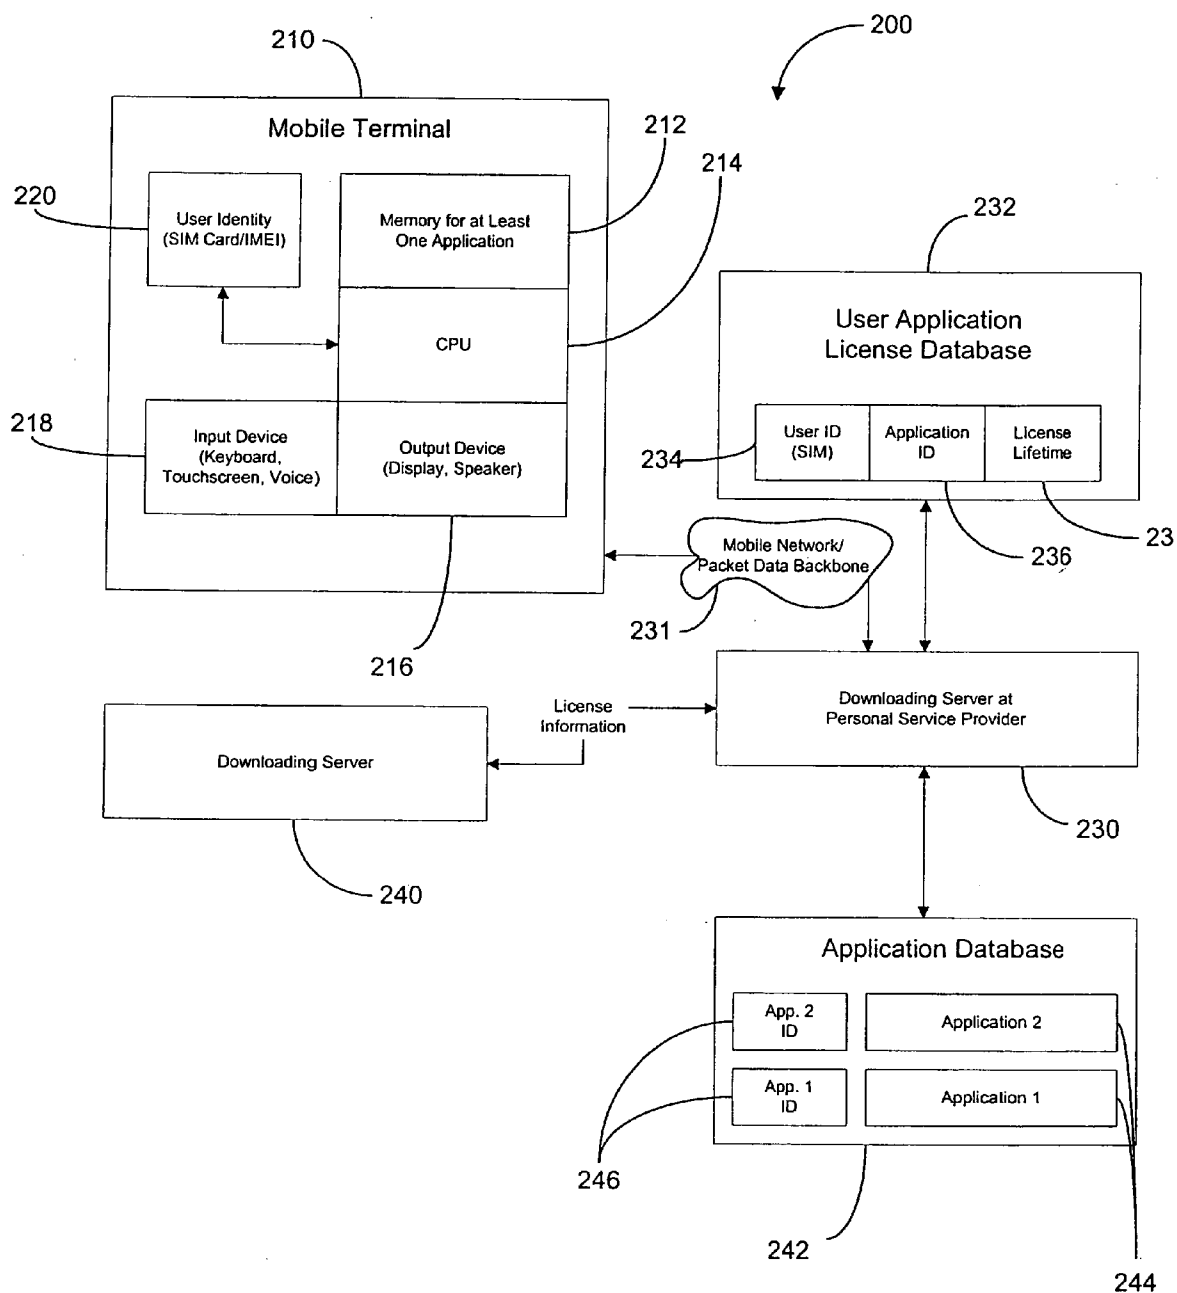 200
210
Mobile Terminal
212
214
220
User Identity
(SIM Card/IMEI)
Memory for at Least
One Application
232
CPU
User Application
License Database
218
Input Device
(Keyboard,
Touchscreen, Voice)
Output Device
(Display, Speaker)
234
User ID
(SIM)
Application
ID
License
Lifetime
23
236
Mobile Network/
Packet Data Backbone
231
216
License
Information
Downloading Server at
Personal Service Provider
Downloading Server
230
240
Application Database
App. 2
ID
Application 2
App. 1
ID
Application 1
246
242
244